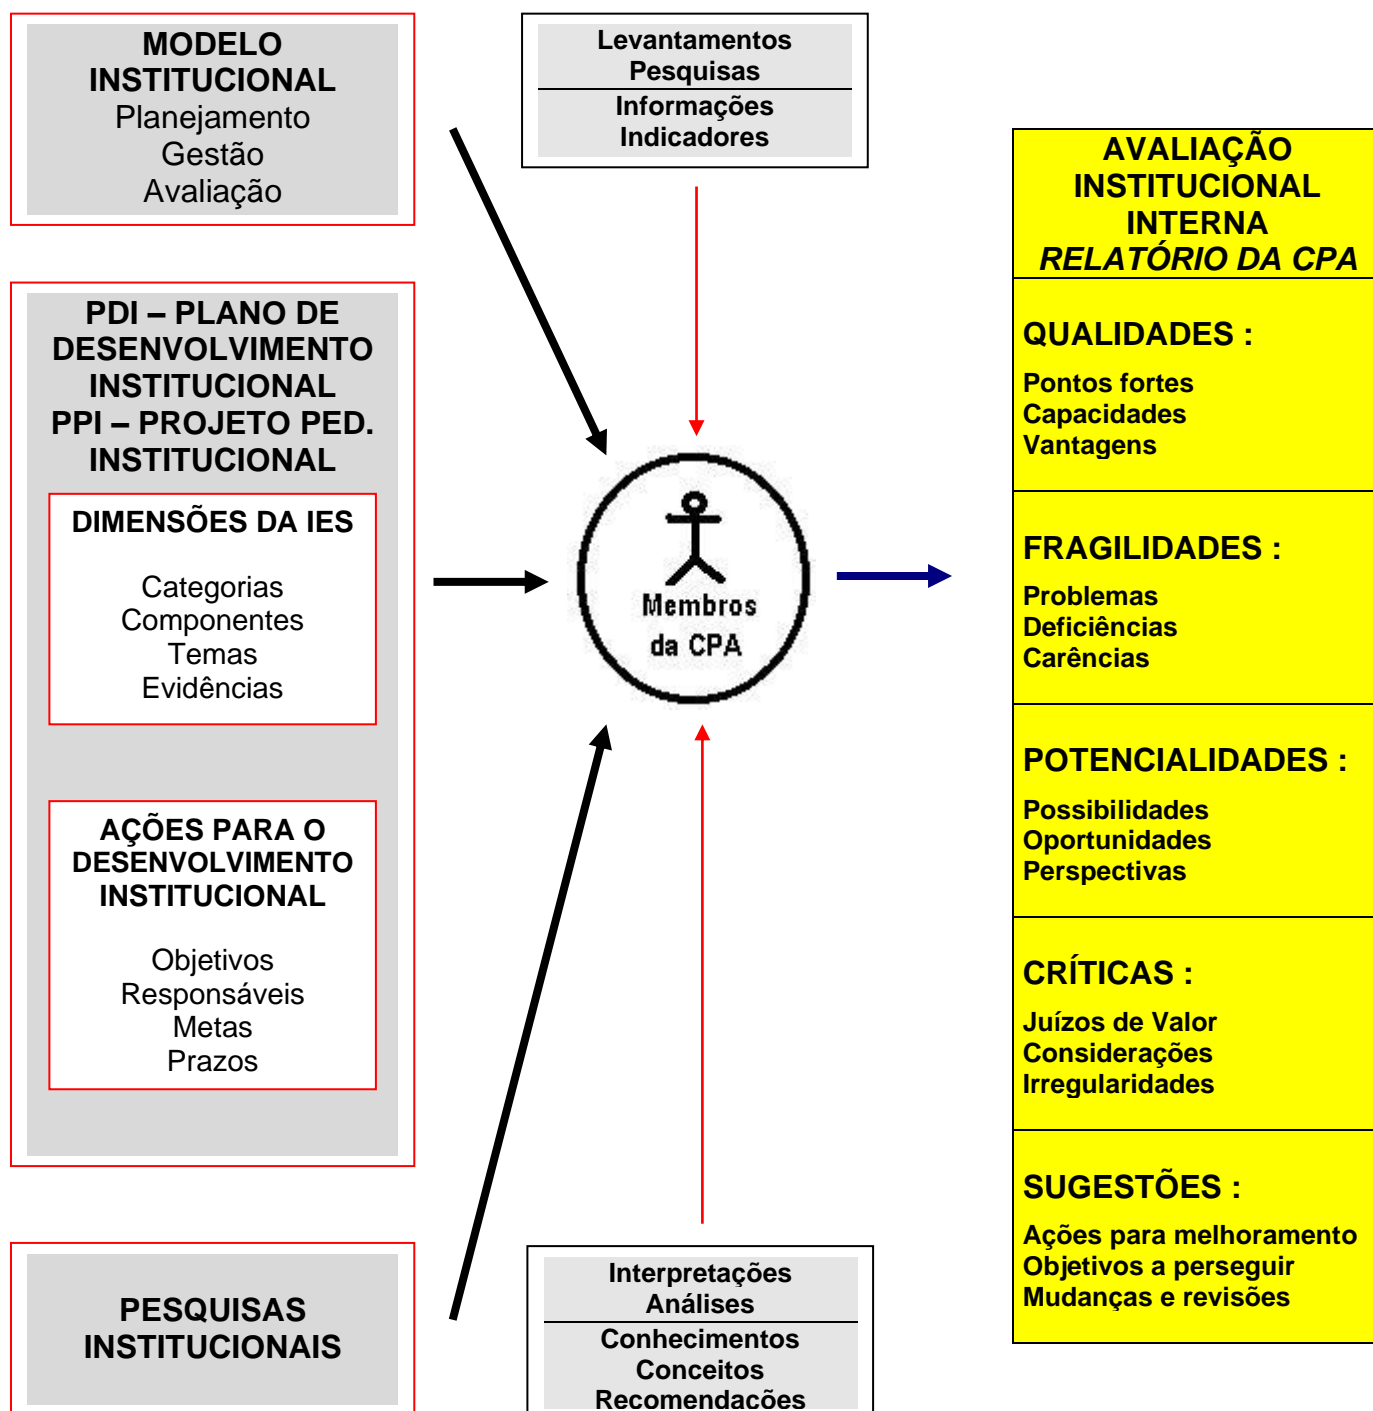 MODELO
INSTITUCIONAL
Planejamento
Gestão
Avaliação
PDI – PLANO DE
DESENVOLVIMENTO
INSTITUCIONAL
PPI – PROJETO PED.
INSTITUCIONAL
DIMENSÕES DA IES
Categorias
Componentes
Temas
Evidências
AÇÕES PARA O
DESENVOLVIMENTO
INSTITUCIONAL
Objetivos
Responsáveis
Metas
Prazos
PESQUISAS
INSTITUCIONAIS
Levantamentos
Pesquisas
Informações
Indicadores
Membros
da CPA
Interpretações
Análises
Conhecimentos
Conceitos
Recomendações
AVALIAÇÃO
INSTITUCIONAL
INTERNA
RELATÓRIO DA CPA
QUALIDADES :
Pontos fortes
Capacidades
Vantagens
FRAGILIDADES :
Problemas
Deficiências
Carências
POTENCIALIDADES :
Possibilidades
Oportunidades
Perspectivas
CRÍTICAS :
Juízos de Valor
Considerações
Irregularidades
SUGESTÕES :
Ações para melhoramento
Objetivos a perseguir
Mudanças e revisões